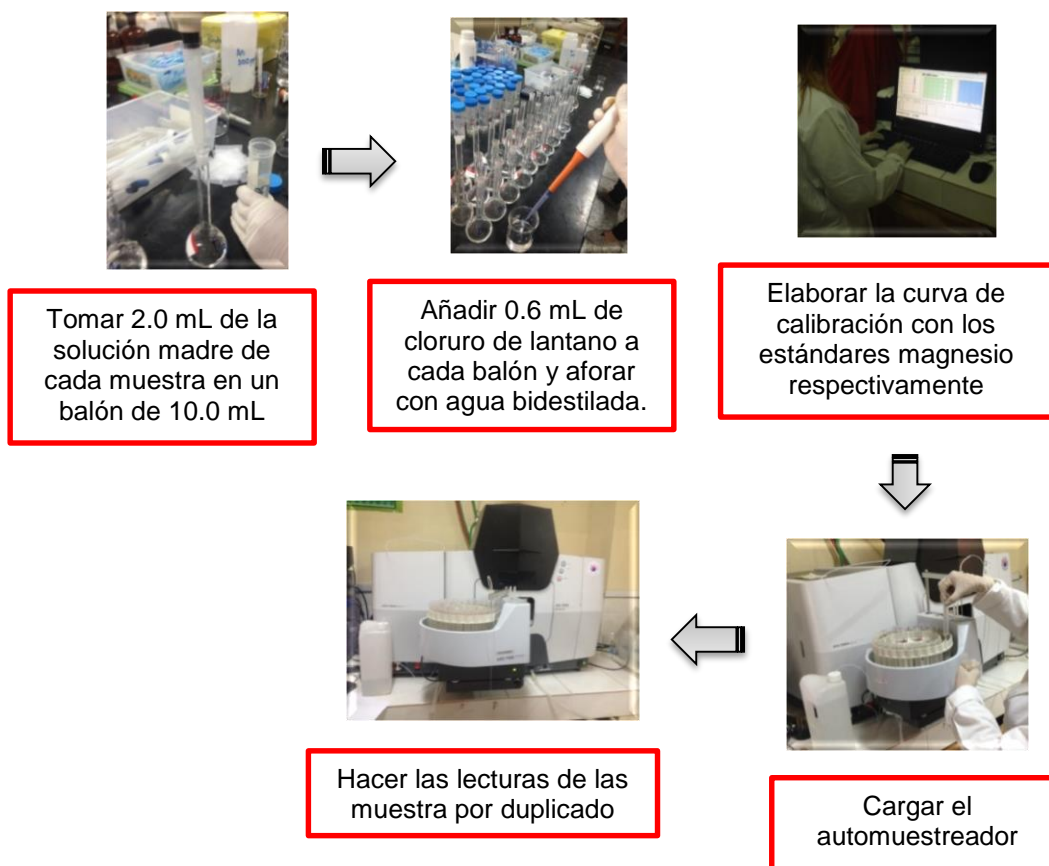 Tomar 2.0 mL de la
solución madre de
cada muestra en un
balón de 10.0 mL
Añadir 0.6 mL de
cloruro de lantano a
cada balón y aforar
con agua bidestilada.
Elaborar la curva de
calibración con los
estándares magnesio
respectivamente
Cargar el
automuestreador
Hacer las lecturas de las
muestra por duplicado